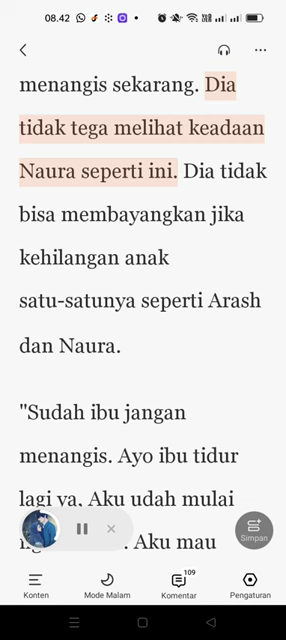 08.42
menangis sekarang. Dia
tidak tega melihat keadaan
Naura seperti ini. Dia tidak
bisa membayangkan jika
kehilangan anak
satu-satunya seperti Arash
dan Naura.
"Sudah ibu jangan
menangis. Ayo ibu tidur
lagi ya, Aku udah mulai
. Aku mau
Simpan
Konten
Mode Malam
109
Komentar
Pengaturan